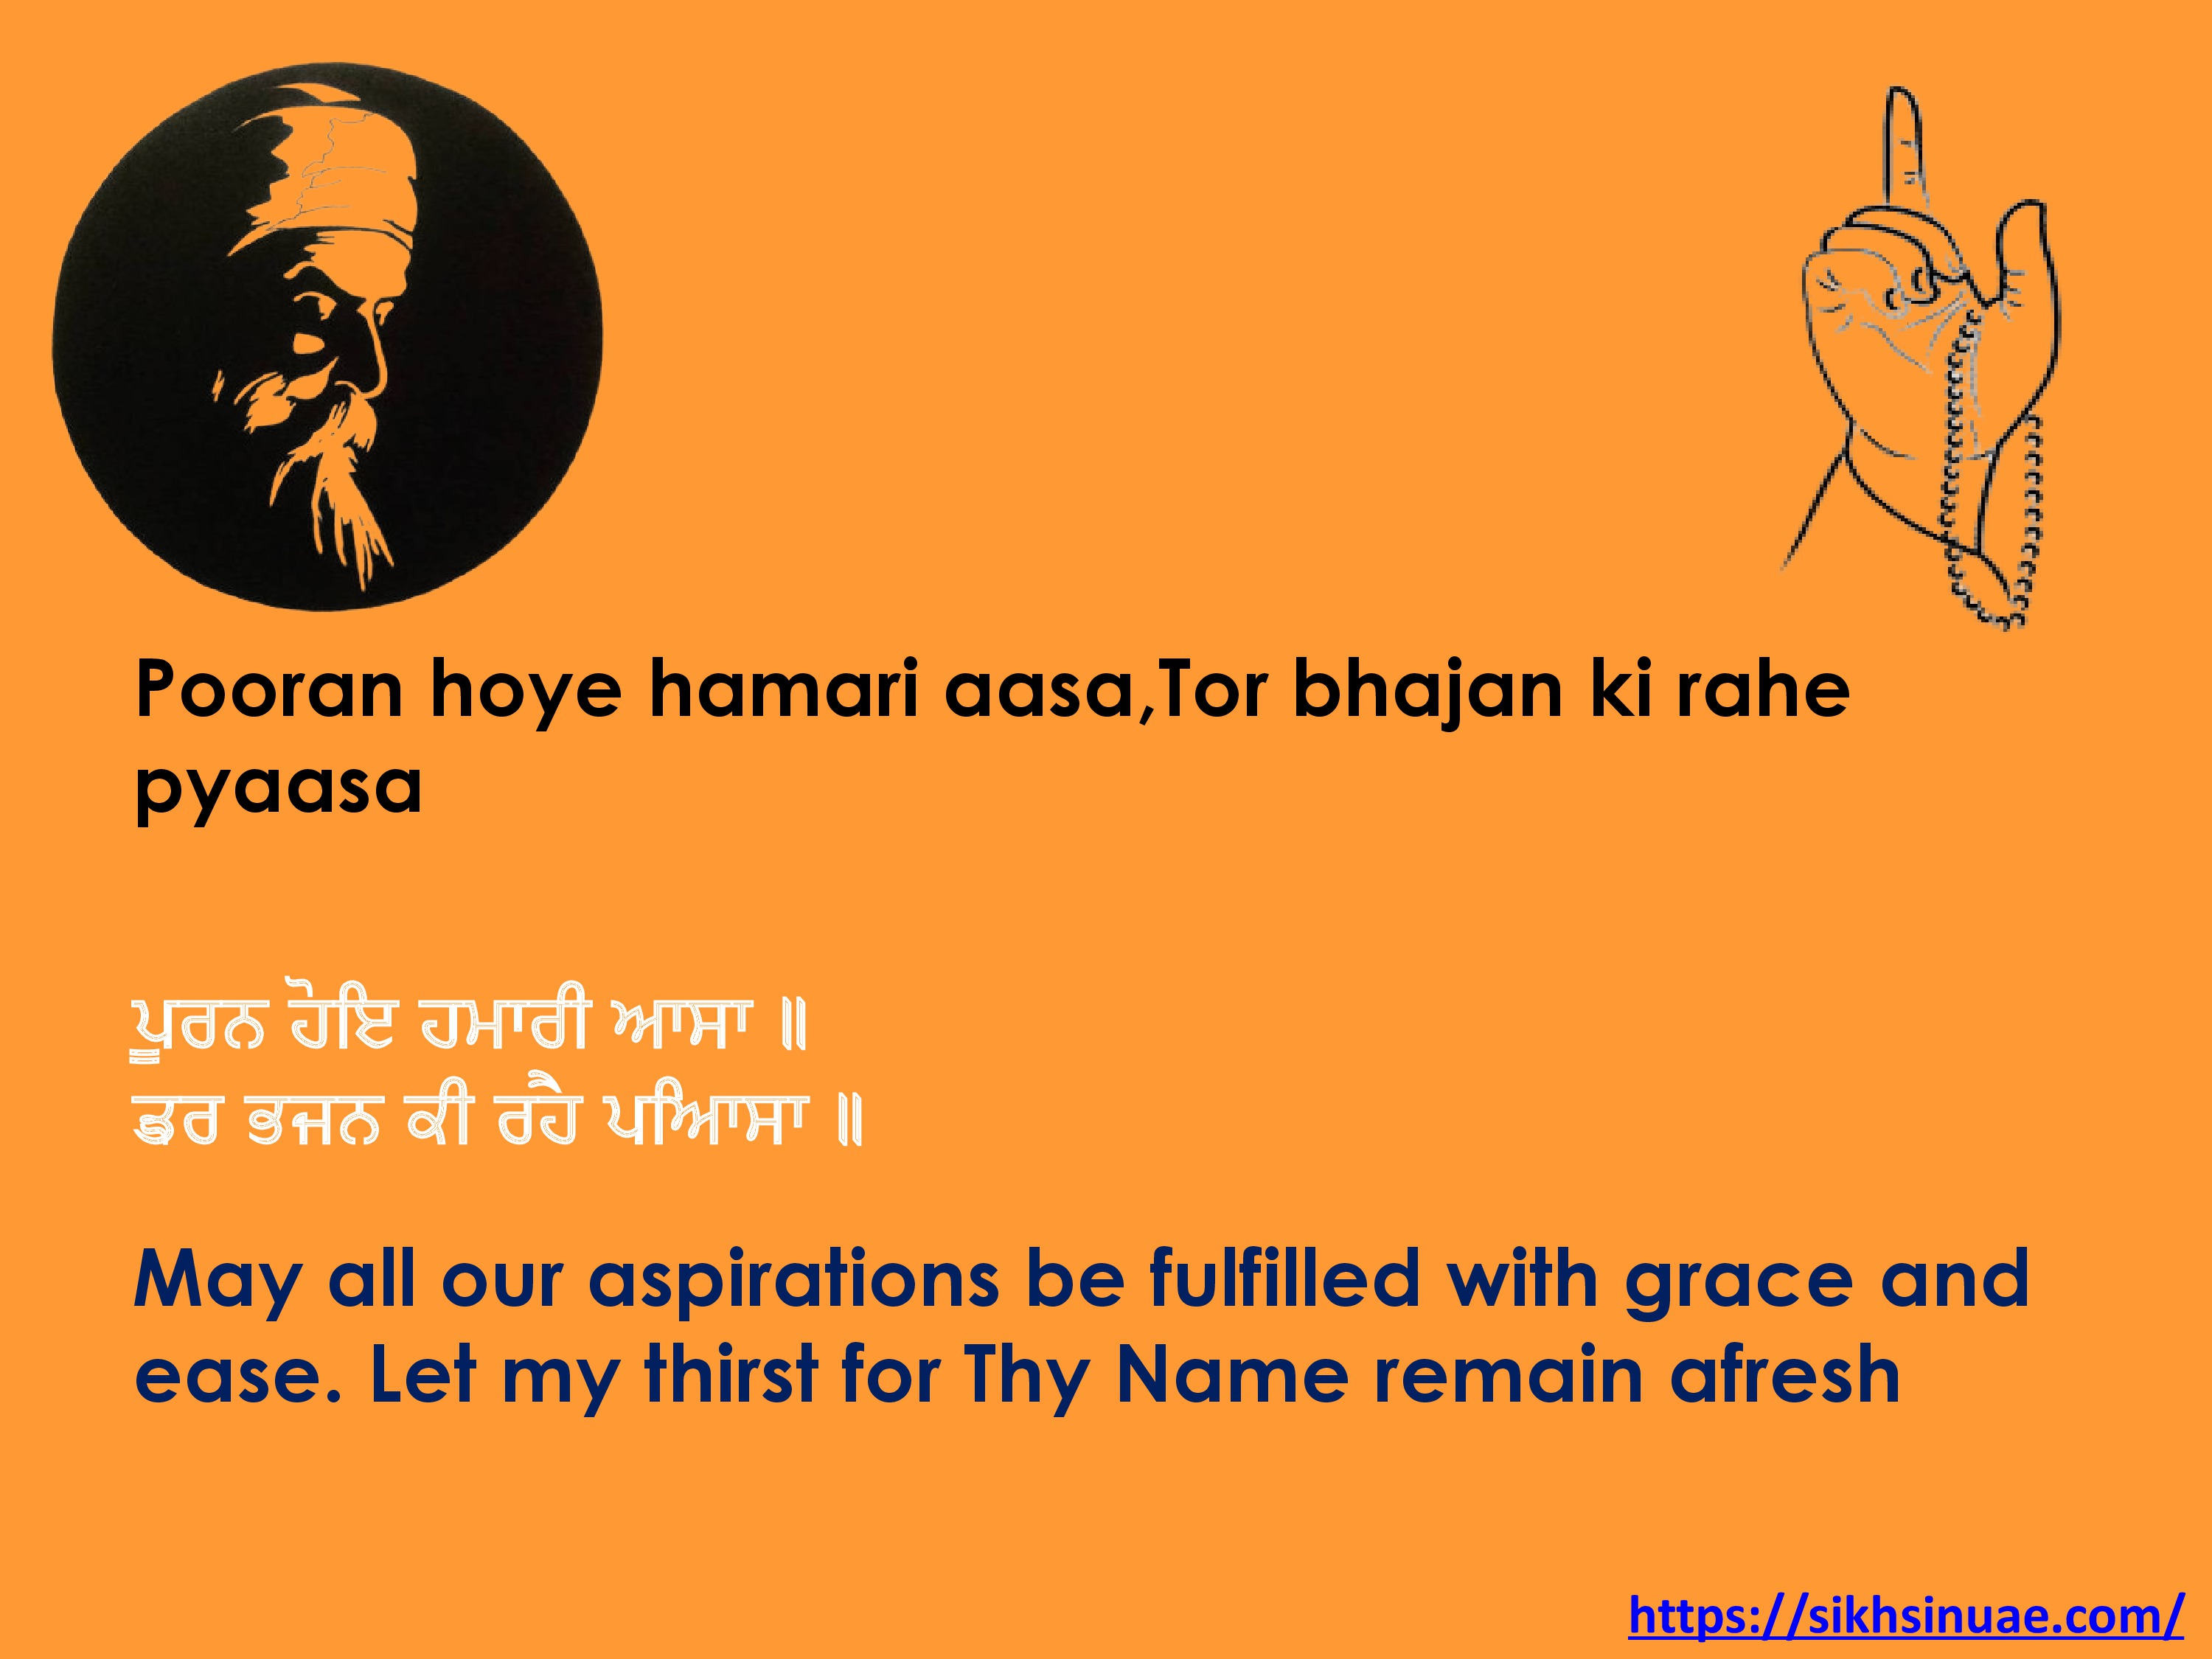 Pooran hoye hamari aasa,Tor bhajan ki rahe
pyaasa
ਪੂਰਨ ਹੋਇ ਹਮਾਰੀ ਆਸਾ ॥
ਭਜਨ ਕੀ ਰਹੈ ਪਿਆਸਾ ॥
May all our aspirations be fulfilled with grace and
ease. Let my thirst for Thy Name remain afresh
https://sikhsinuae.com/